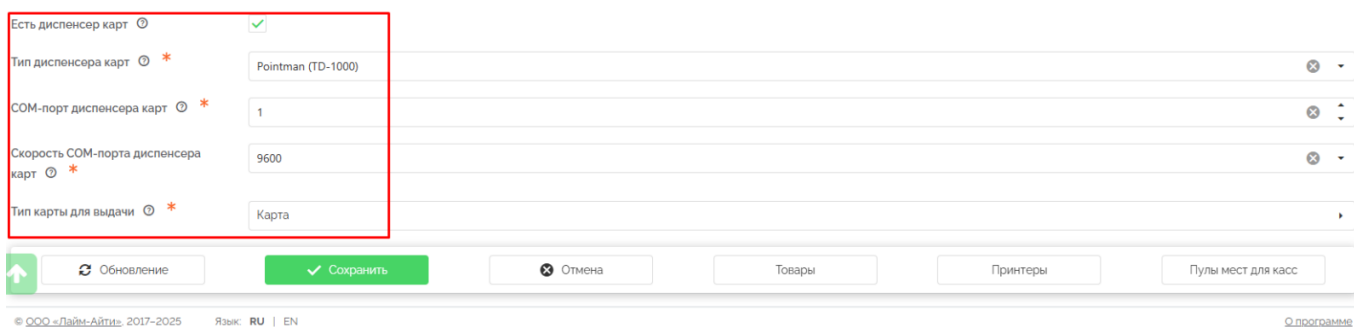 Есть диспенсер карт
Тип диспенсера карт *
Pointman (TD-1000)
COM-порт диспенсера карт *
1
Скорость COM-порта диспенсера
карт *
9600
Тип карты для выдачи *
Карта
Обновление Сохранить Отмена Товары Принтеры Пулы мест для касс
© ООО «Лайм-Айти», 2017–2025 Язык: RU | EN О программе